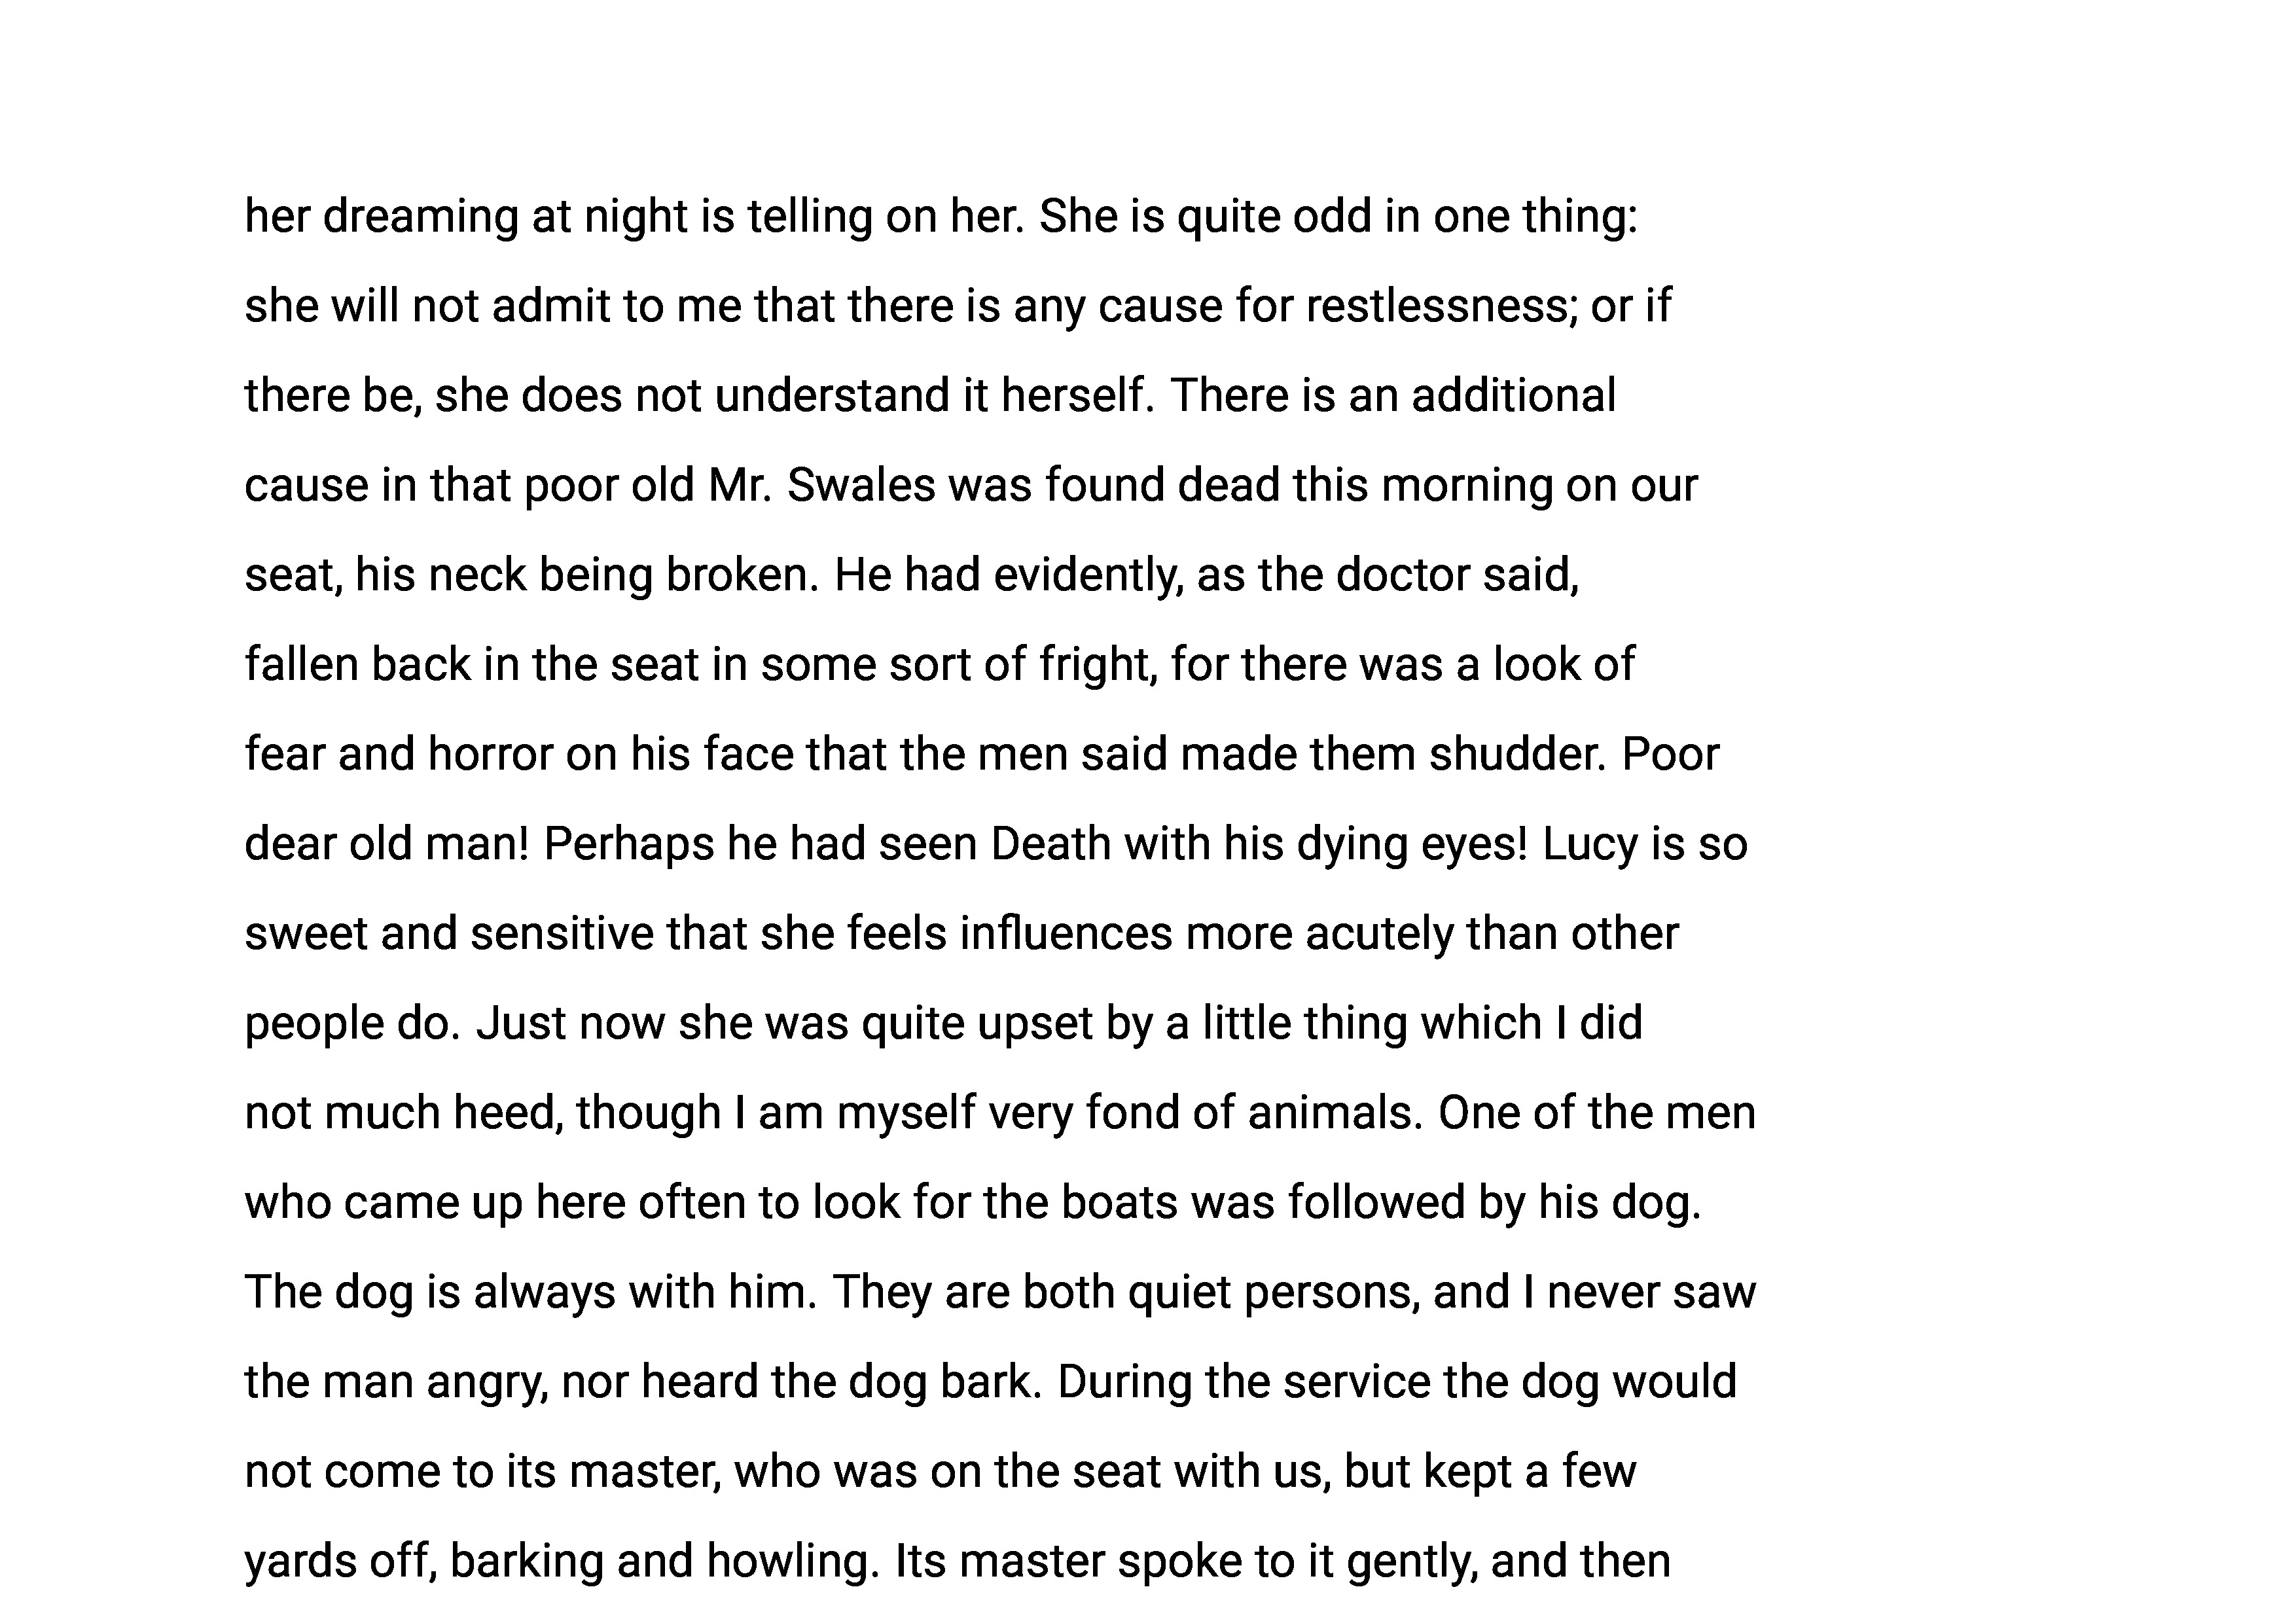 her dreaming at night is telling on her. She is quite odd in one thing:
she will not admit to me that there is any cause for restlessness; or if
there be, she does not understand it herself. There is an additional
cause in that poor old Mr. Swales was found dead this morning on our
seat, his neck being broken. He had evidently, as the doctor said,
fallen back in the seat in some sort of fright, for there was a look of
fear and horror on his face that the men said made them shudder. Poor
dear old man! Perhaps he had seen Death with his dying eyes! Lucy is so
sweet and sensitive that she feels influences more acutely than other
people do. Just now she was quite upset by a little thing which I did
not much heed, though I am myself very fond of animals. One of the men
who came up here often to look for the boats was followed by his dog.
The dog is always with him. They are both quiet persons, and I never saw
the man angry, nor heard the dog bark. During the service the dog would
not come to its master, who was on the seat with us, but kept a few
yards off, barking and howling. Its master spoke to it gently, and then